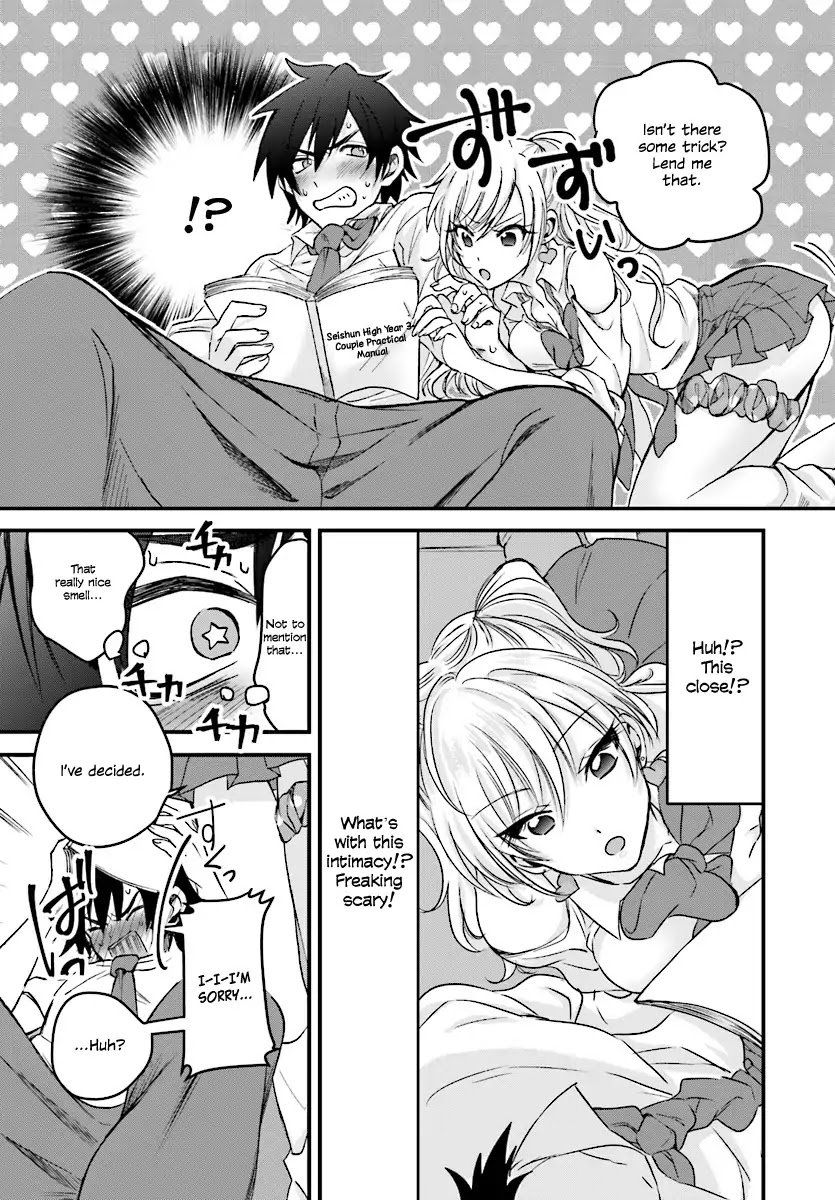 Isn't there
some trick?
Lend me
that.
ずいっ
!?
Seishun High Year 3
Couple Practical
Manual
Huh!?
This
close!?
What's
with this
intimacy!?
Freaking
scary!
Not to
mention
that...
That
really nice
smell...
チカ
チカ
チカ
I've decided.
すくっ
ばっ
I-I-I'M
SORRY...
...Huh?